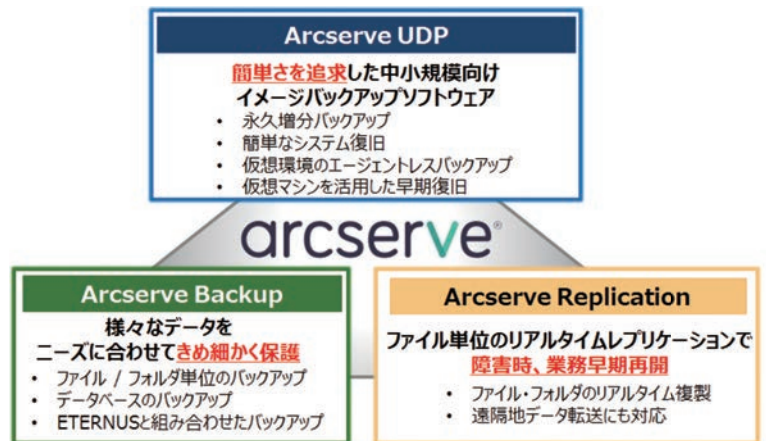 Arcserve UDP
簡単さを追求した中小規模向け
イメージバックアップソフトウェア
• 永久増分バックアップ
• 簡単なシステム復旧
• 仮想環境のエージェントレスバックアップ
• 仮想マシンを活用した早期復旧
arcserve®
Arcserve Backup
様々なデータを
ニーズに合わせてきめ細かく保護
• ファイル / フォルダ単位のバックアップ
• データベースのバックアップ
• ETERNUSと組み合わせたバックアップ
Arcserve Replication
ファイル単位のリアルタイムレプリケーションで
障害時、業務早期再開
• ファイル・フォルダのリアルタイム複製
• 遠隔地データ転送にも対応